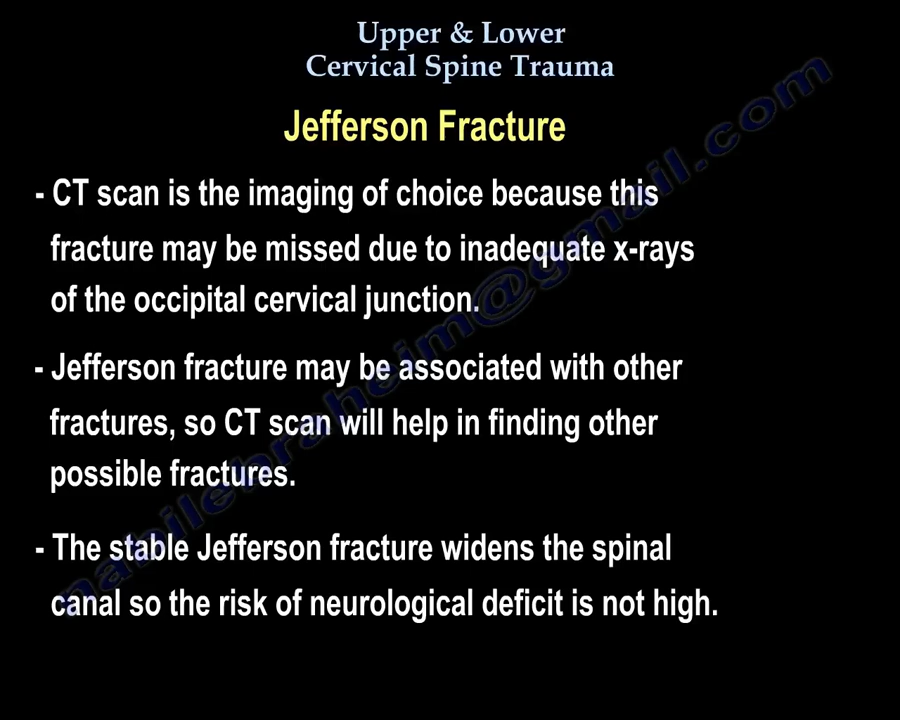 Upper & Lower
Cervical Spine Trauma
Jefferson Fracture
- CT scan is the imaging of choice because this
fracture may be missed due to inadequate x-rays
of the occipital cervical junction.
- Jefferson fracture may be associated with other
fractures, so CT scan will help in finding other
possible fractures.
- The stable Jefferson fracture widens the spinal
canal so the risk of neurological deficit is not high.
nabilebraheim@gmail.com